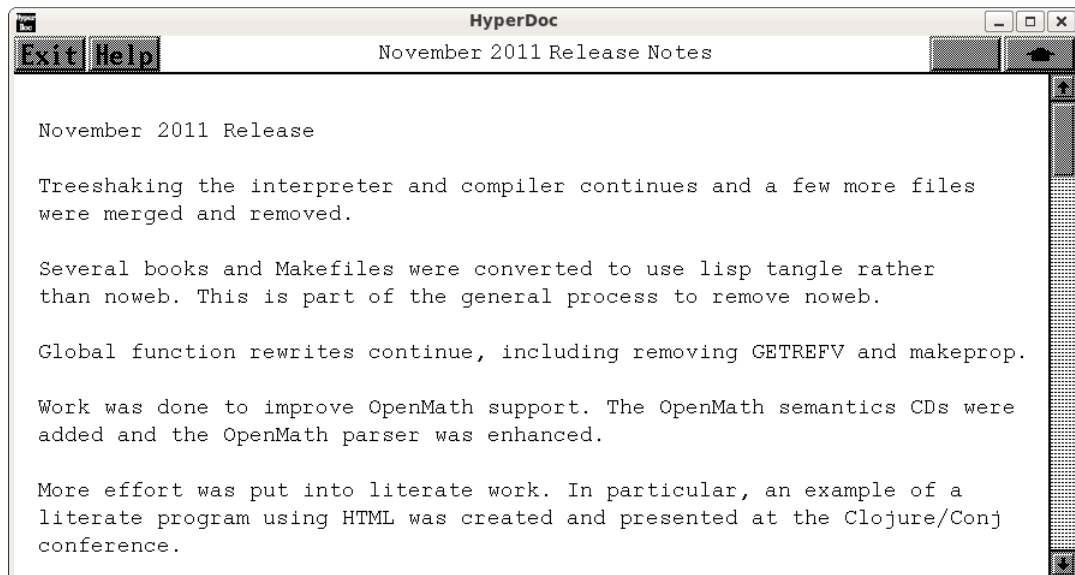 Hyper Doc
HyperDoc
Exit Help
November 2011 Release Notes
November 2011 Release
Treeshaking the interpreter and compiler continues and a few more files
were merged and removed.
Several books and Makefiles were converted to use lisp tangle rather
than noweb. This is part of the general process to remove noweb.
Global function rewrites continue, including removing GETREFV and makeprop.
Work was done to improve OpenMath support. The OpenMath semantics CDs were
added and the OpenMath parser was enhanced.
More effort was put into literate work. In particular, an example of a
literate program using HTML was created and presented at the Clojure/Conj
conference.